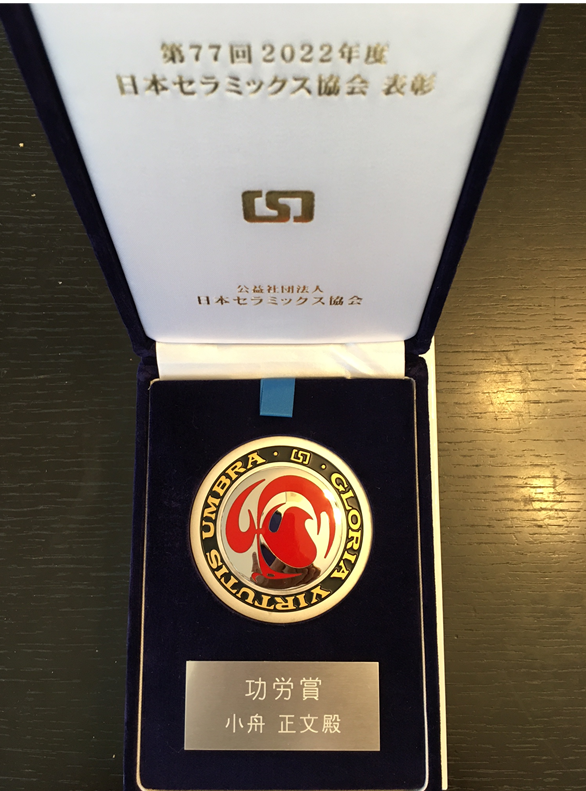 第77回 2022年度
日本セラミックス協会 表彰
公益社団法人
日本セラミックス協会
GLORIA VIRTUTIS UMBRA
功労賞
小舟 正文殿